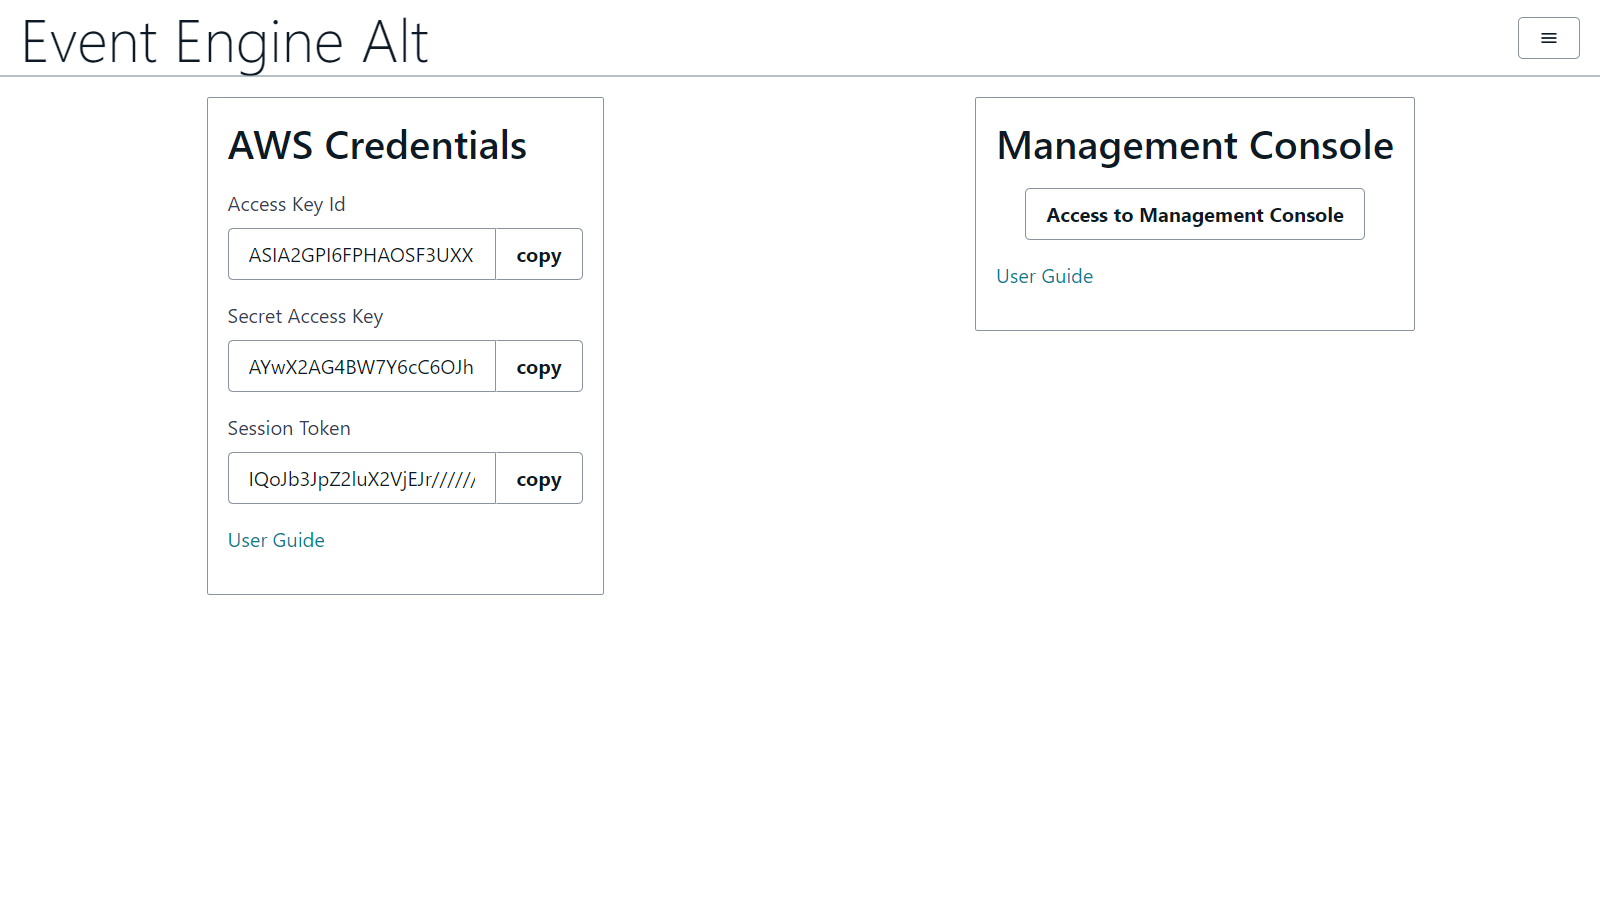 Event Engine Alt
AWS Credentials
Access Key Id
ASIA2GPI6FPHAOSF3UXX
copy
Secret Access Key
AYwX2AG4BW7Y6cC6OJh
copy
Session Token
IQoJb3JpZ2luX2VjEJr//////
copy
User Guide
Management Console
Access to Management Console
User Guide